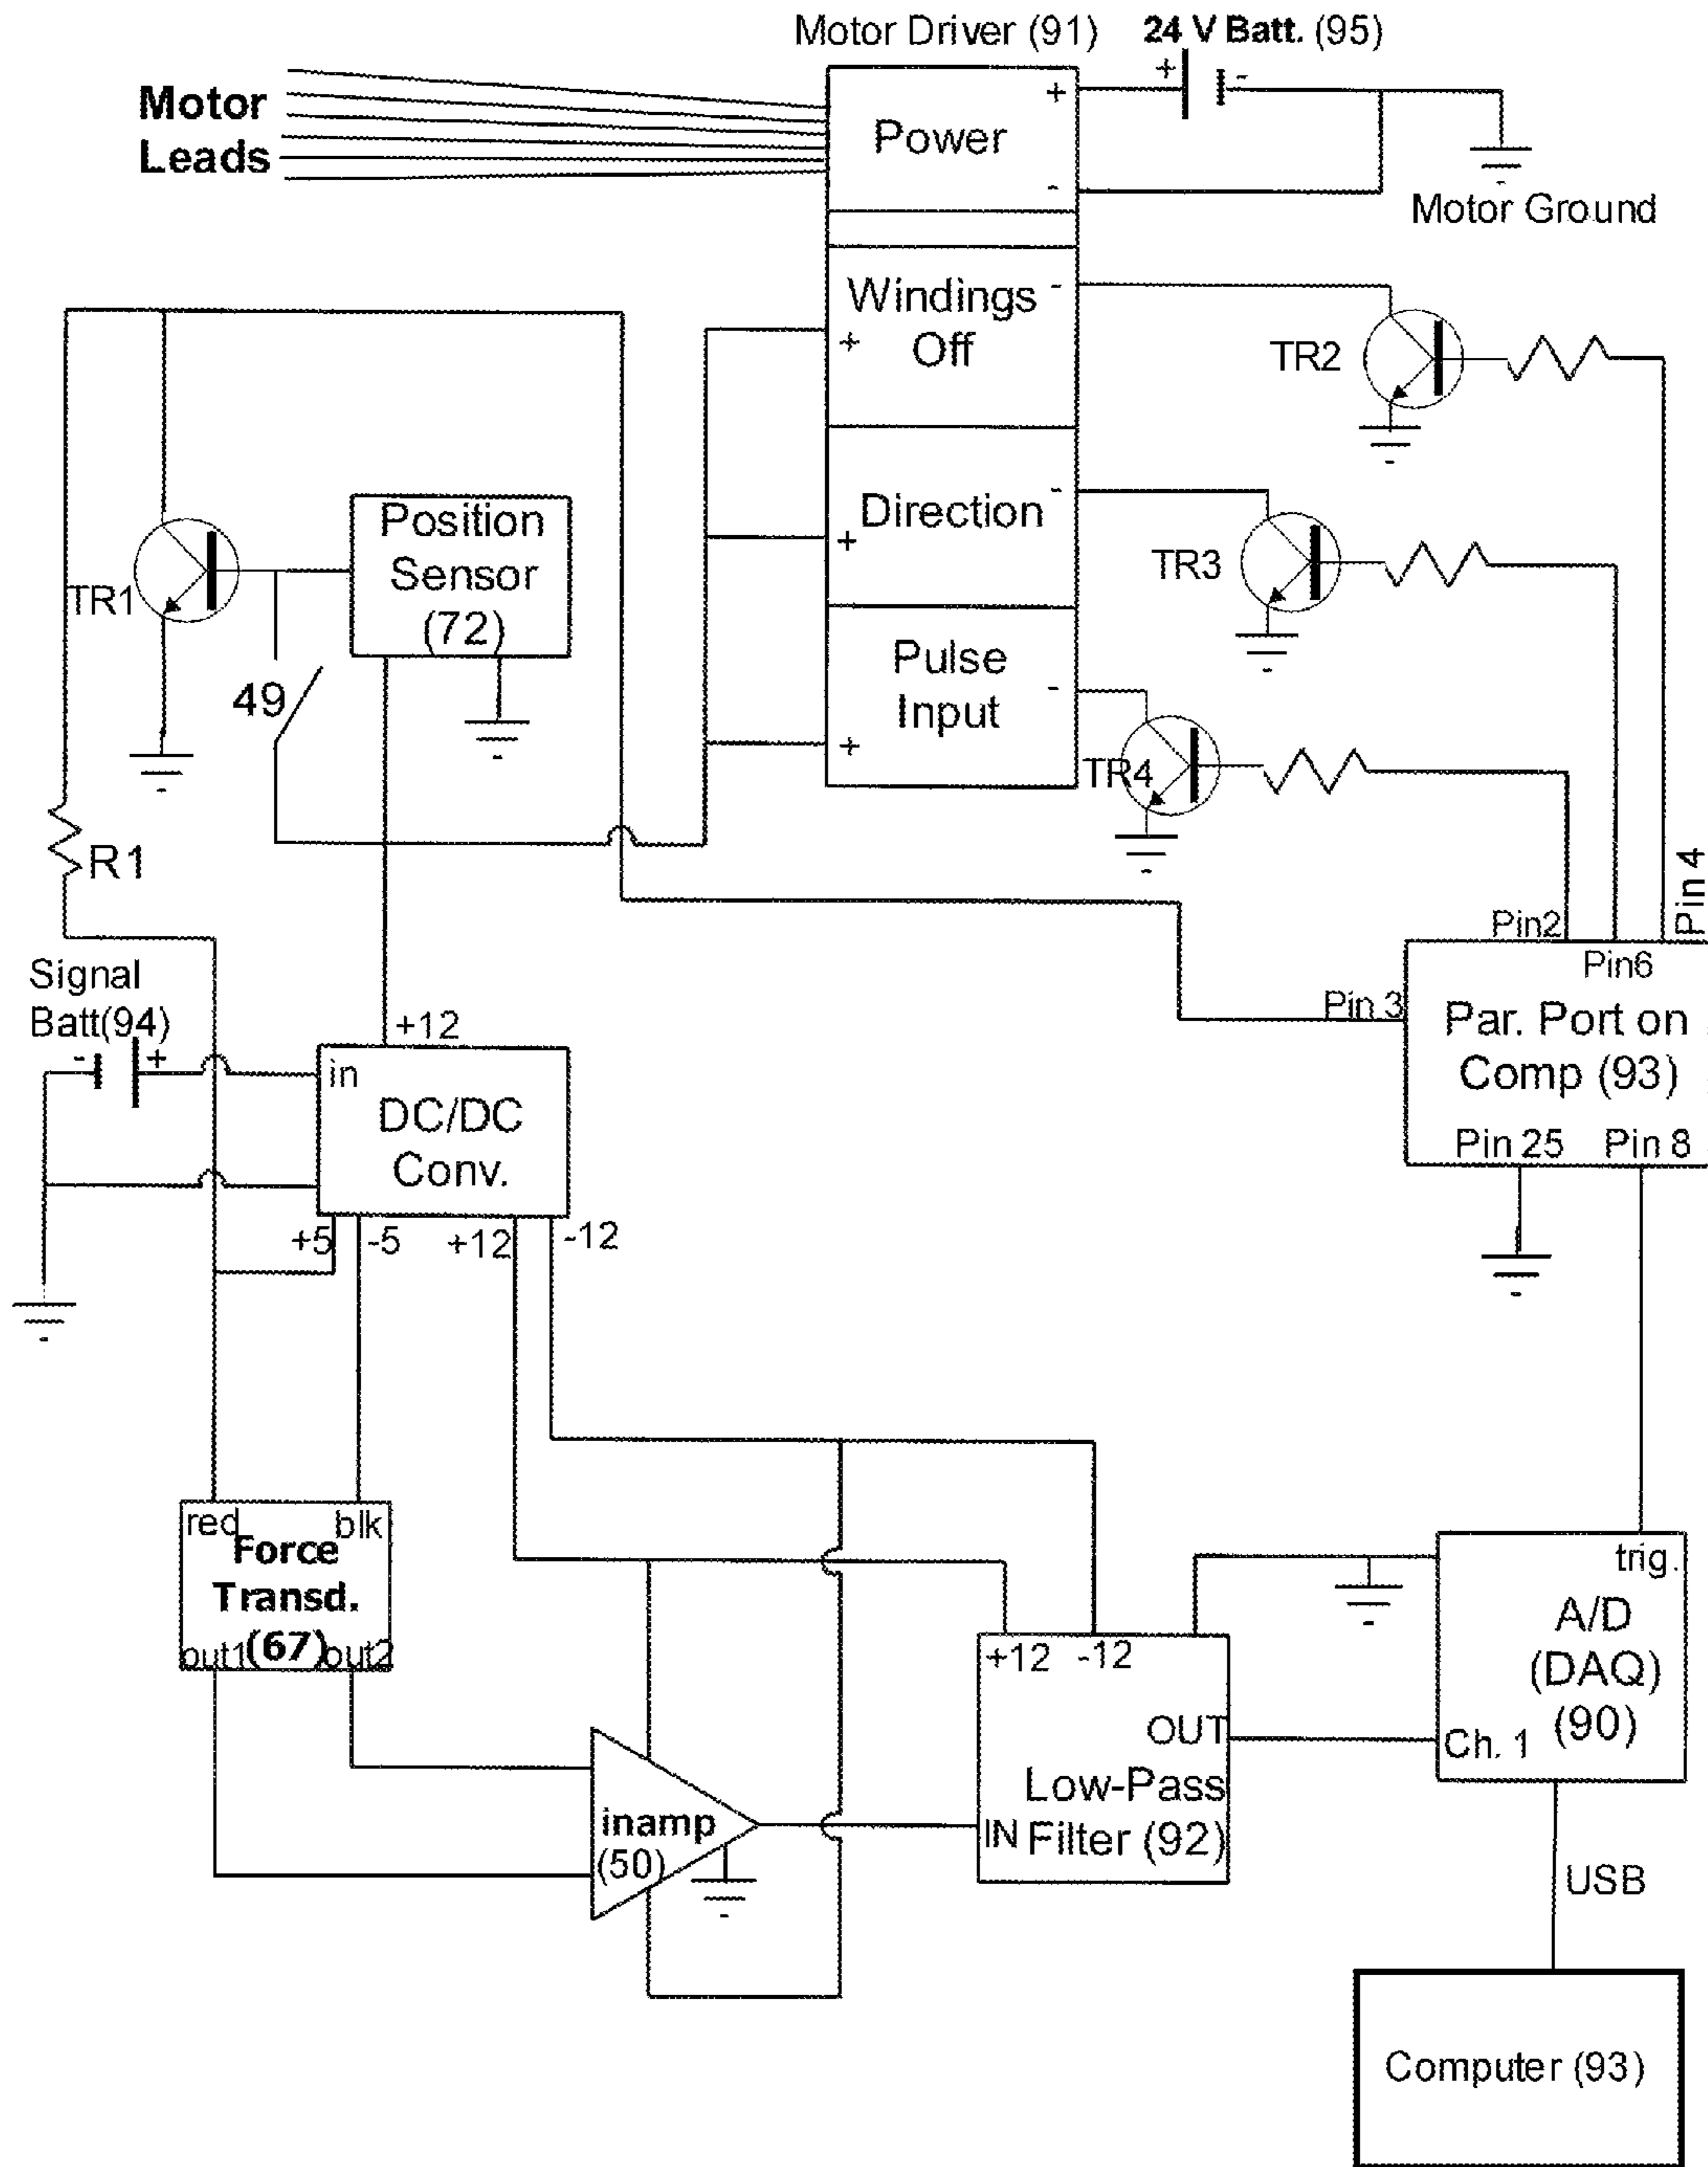 Motor Driver (91)
24 V Batt. (95)
+
-
Motor
Leads
+
Power
-
Motor Ground
Windings
Off
-
+
TR2
Position
Sensor
(72)
Direction
-
+
TR1
TR3
49
Pulse
Input
-
+
TR4
R1
Pin2
Pin6
Pin 4
Signal
Batt(94)
-
+
+12
Pin 3
Par. Port on
Comp (93)
in
DC/DC
Conv.
Pin 25
Pin 8
+5
-5
+12
-12
red
blk
Force
Transd.
(67)
out1
out2
trig.
A/D
(DAQ)
(90)
Ch. 1
+12
-12
OUT
Low-Pass
Filter (92)
IN
inamp
(50)
USB
Computer (93)